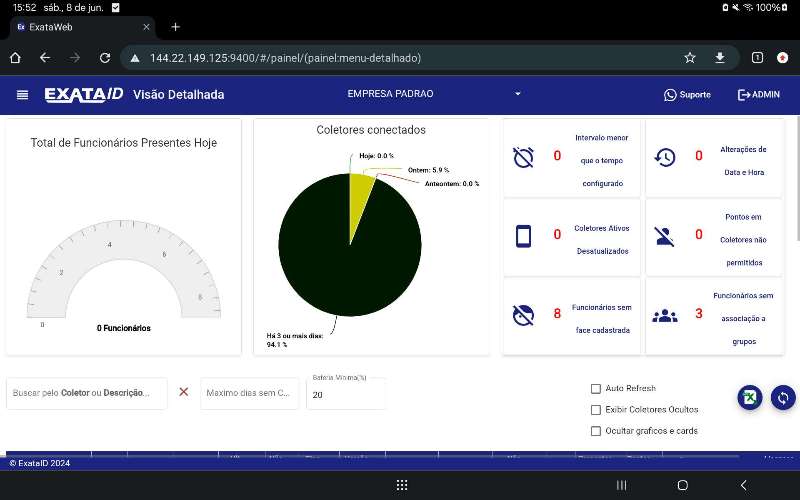 15:52 sáb., 8 de jun.
100%
ExataWeb
144.22.149.125:9400/#/painel/(painel:menu-detalhado)
1
EXATA ID Visão Detalhada
EMPRESA PADRAO
Suporte
ADMIN
Total de Funcionários Presentes Hoje
0
2
4
6
8
0 Funcionários
Coletores conectados
Hoje: 0.0 %
Ontem: 5.9 %
Anteontem: 0.0 %
Há 3 ou mais dias:
94.1 %
0
Intervalo menor
que o tempo
configurado
0
Alterações de
Data e Hora
0
Coletores Ativos
Desatualizados
0
Pontos em
Coletores não
permitidos
8
Funcionários sem
face cadastrada
3
Funcionários sem
associação a
grupos
Buscar pelo Coletor ou Descrição...
Maximo dias sem C...
Bateria Mínima(%)
20
Auto Refresh
Exibir Coletores Ocultos
Ocultar graficos e cards
© ExataID 2024